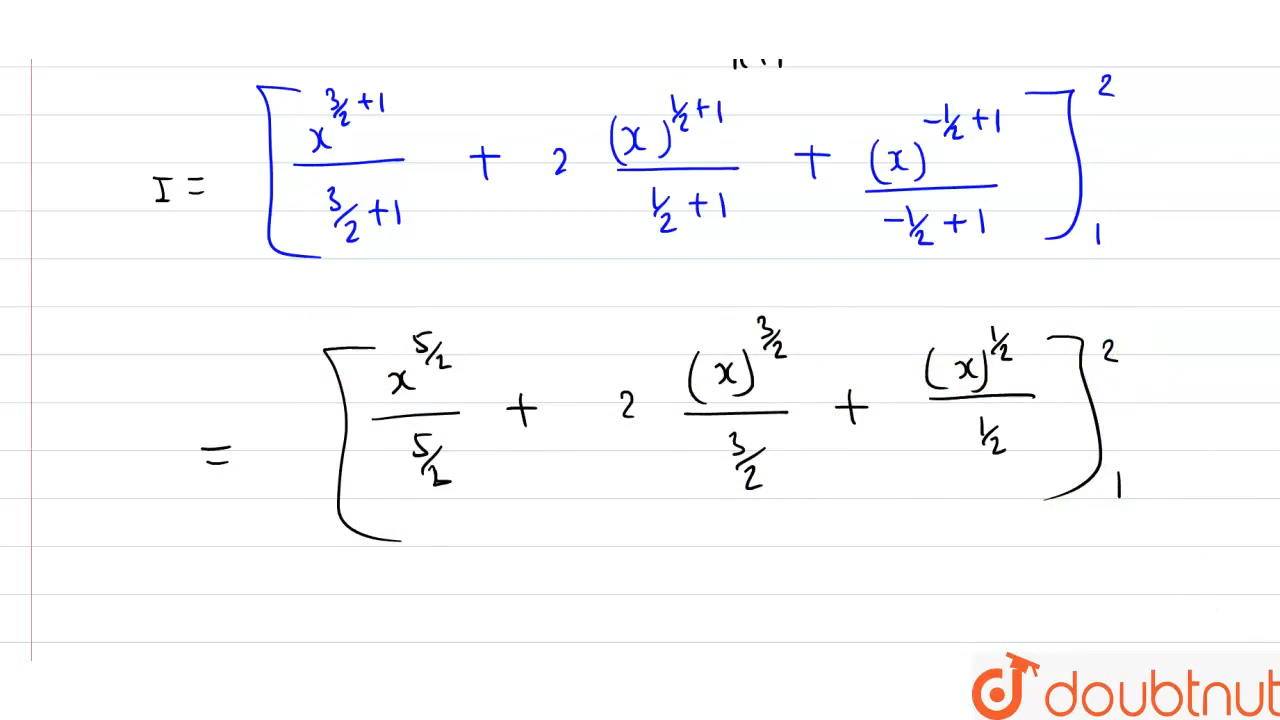 I = [ x^(3/2 + 1) / (3/2 + 1) + 2 (x)^(1/2 + 1) / (1/2 + 1) + (x)^(-1/2 + 1) / (-1/2 + 1) ]_1^2
= [ x^(5/2) / (5/2) + 2 (x)^(3/2) / (3/2) + (x)^(1/2) / (1/2) ]_1^2
doubtnut